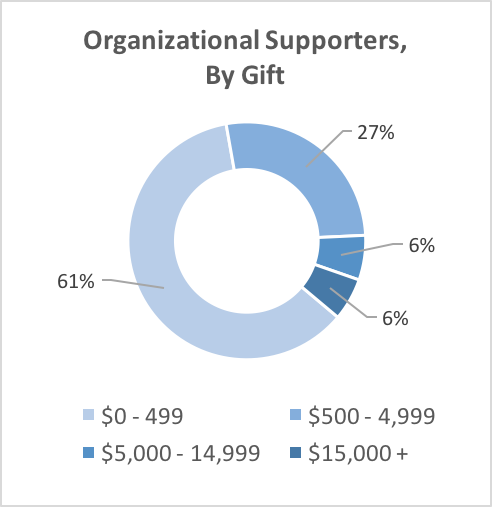 Organizational Supporters,
By Gift
27%
6%
61%
6%
$0 - 499
$500 - 4,999
$5,000 - 14,999
$15,000 +